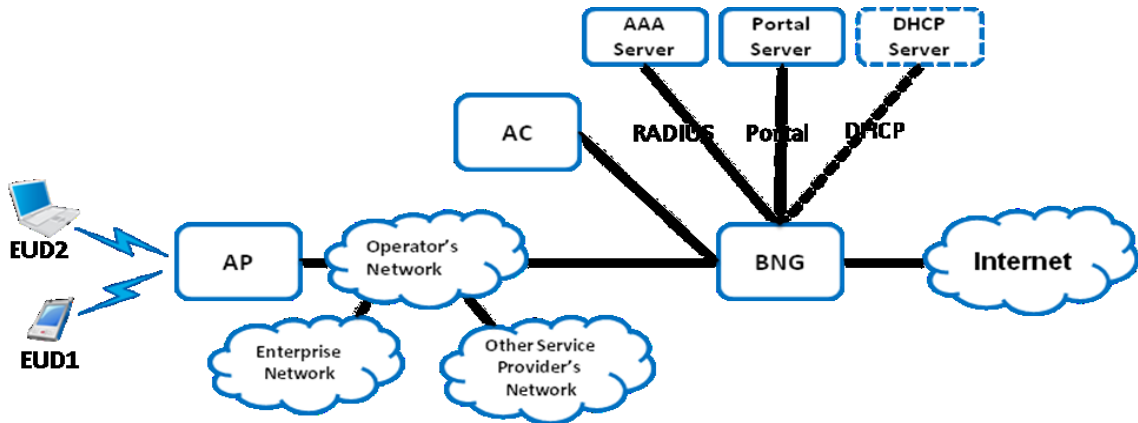 AAA
Server
Portal
Server
DHCP
Server
AC
RADIUS
Portal
DHCP
EUD2
AP
Operator's
Network
BNG
Internet
EUD1
Enterprise
Network
Other Service
Provider's
Network